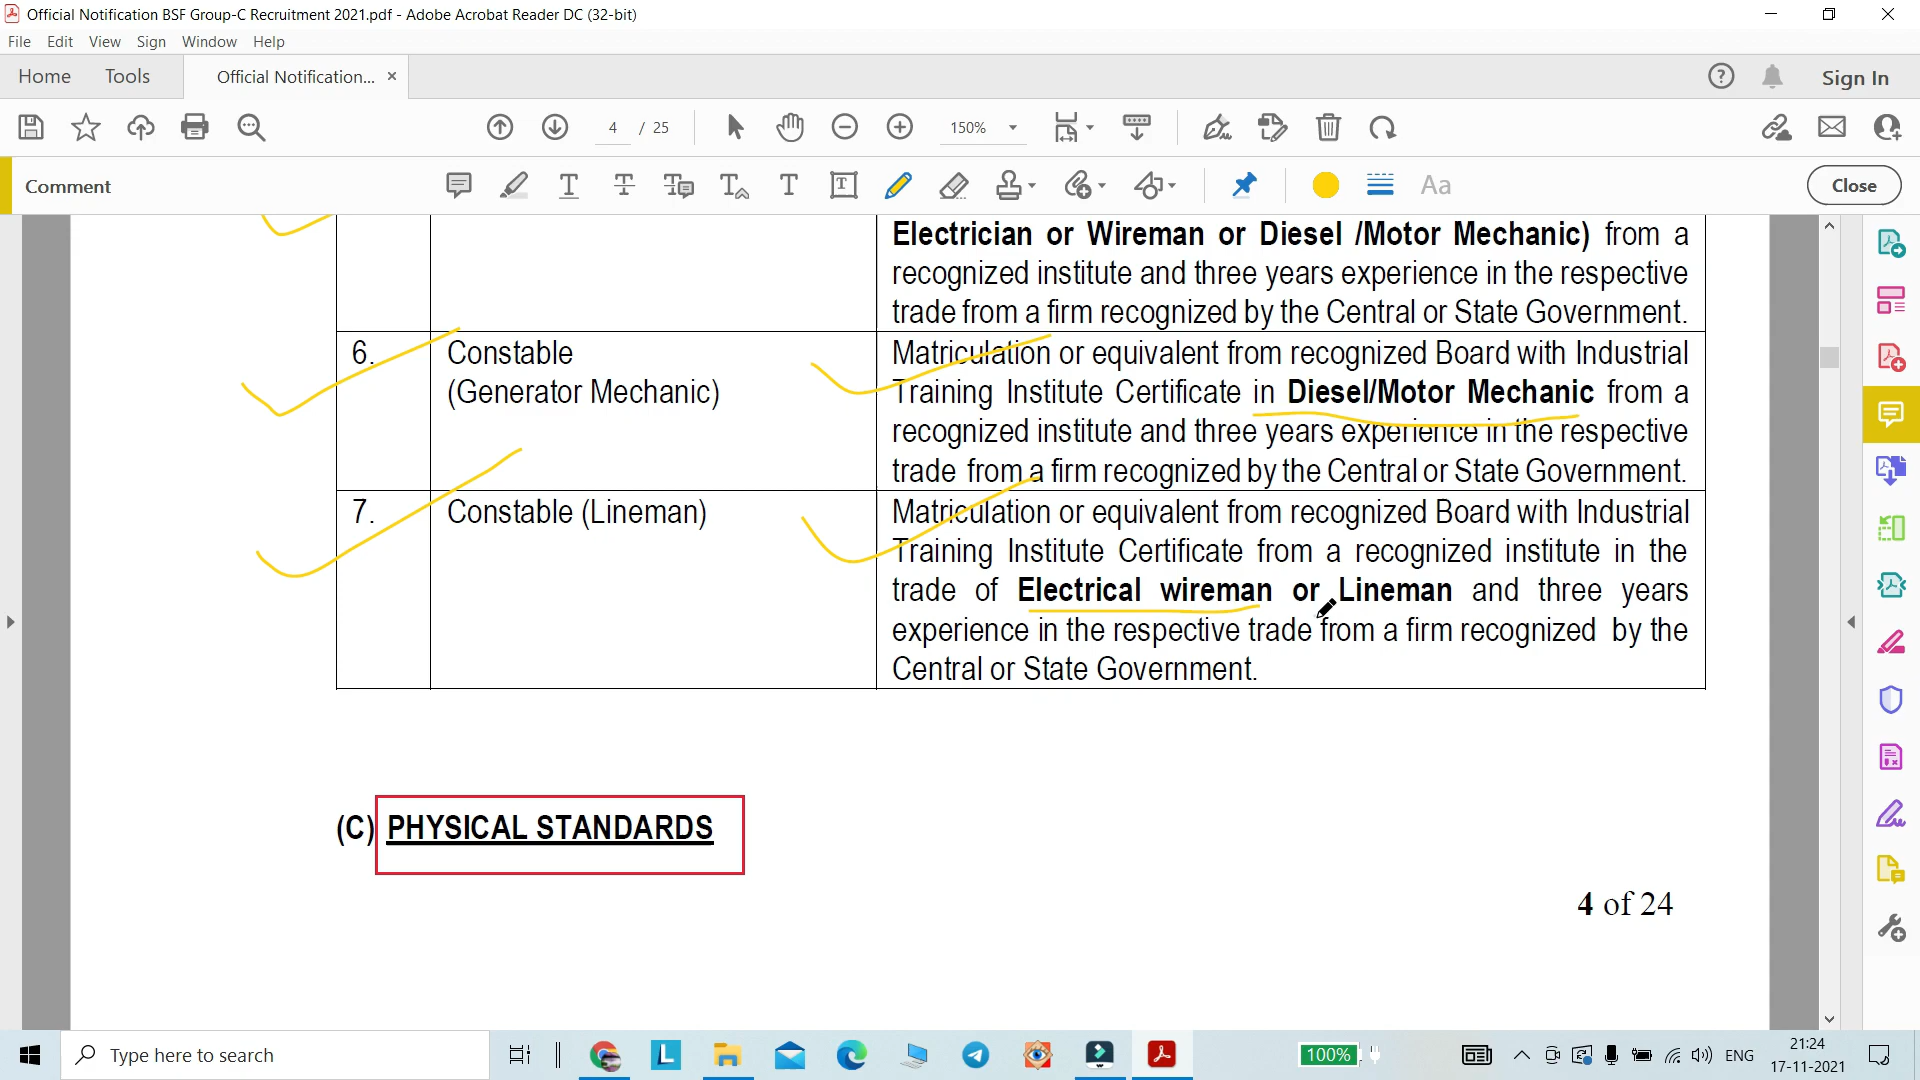 Official Notification BSF Group-C Recruitment 2021.pdf - Adobe Acrobat Reader DC (32-bit)
File Edit View Sign Window Help
Home Tools Official Notification... × Sign In
4 / 25 150%
Comment Aa Close
Electrician or Wireman or Diesel /Motor Mechanic) from a
recognized institute and three years experience in the respective
trade from a firm recognized by the Central or State Government.
6. Constable
(Generator Mechanic)
Matriculation or equivalent from recognized Board with Industrial
Training Institute Certificate in Diesel/Motor Mechanic from a
recognized institute and three years experience in the respective
trade from a firm recognized by the Central or State Government.
7. Constable (Lineman)
Matriculation or equivalent from recognized Board with Industrial
Training Institute Certificate from a recognized institute in the
trade of Electrical wireman or Lineman and three years
experience in the respective trade from a firm recognized by the
Central or State Government.
(C) PHYSICAL STANDARDS
4 of 24
Type here to search
L
100%
ENG
21:24
17-11-2021